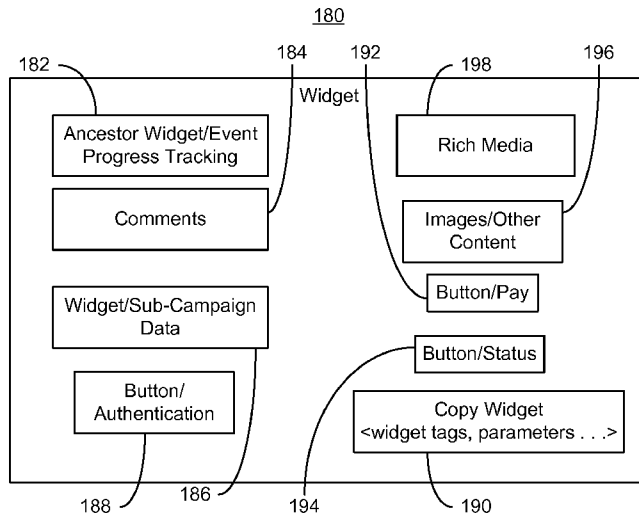 180
182
184
192
198
196
Widget
Ancestor Widget/Event
Progress Tracking
Rich Media
Comments
Images/Other
Content
Button/Pay
Widget/Sub-Campaign
Data
Button/Status
Button/
Authentication
Copy Widget
<widget tags, parameters . . .>
188
186
194
190